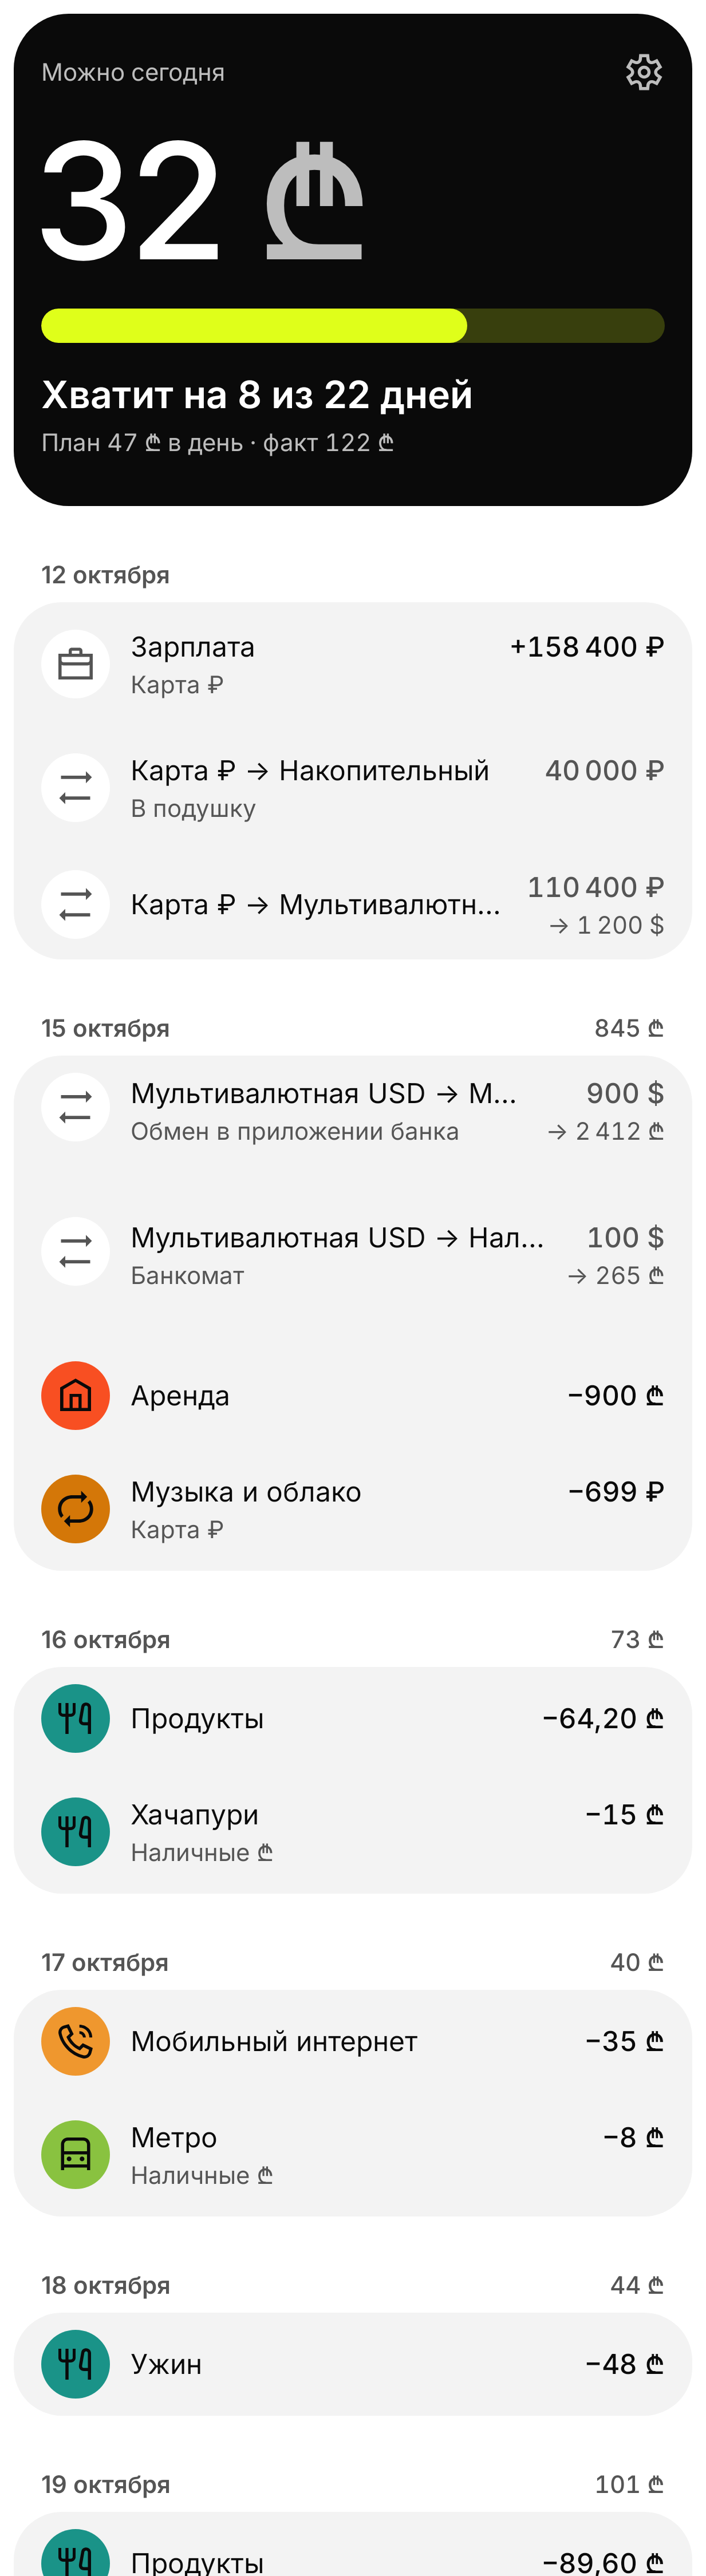 Можно сегодня
32 ₾
Хватит на 8 из 22 дней
План 47 ₾ в день · факт 122 ₾
12 октября
Зарплата +158 400 ₽
Карта ₽
Карта ₽ → Накопительный 40 000 ₽
В подушку
Карта ₽ → Мультивалютн... 110 400 ₽
→ 1 200 $
15 октября 845 ₾
Мультивалютная USD → М... 900 $
Обмен в приложении банка → 2 412 ₾
Мультивалютная USD → Нал... 100 $
Банкомат → 265 ₾
Аренда −900 ₾
Музыка и облако −699 ₽
Карта ₽
16 октября 73 ₾
Продукты −64,20 ₾
Хачапури −15 ₾
Наличные ₾
17 октября 40 ₾
Мобильный интернет −35 ₾
Метро −8 ₾
Наличные ₾
18 октября 44 ₾
Ужин −48 ₾
19 октября 101 ₾
Продукты −89,60 ₾